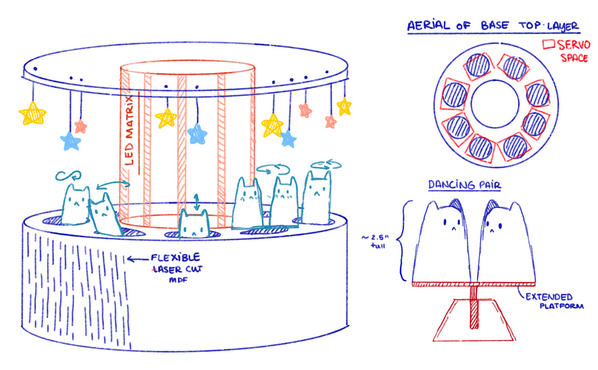 AERIAL OF BASE TOP LAYER
SERVO
SPACE
LED MATRIX
FLEXIBLE
LASER CUT
MDF
DANCING PAIR
~ 2.5"
tall
EXTENDED
PLATFORM